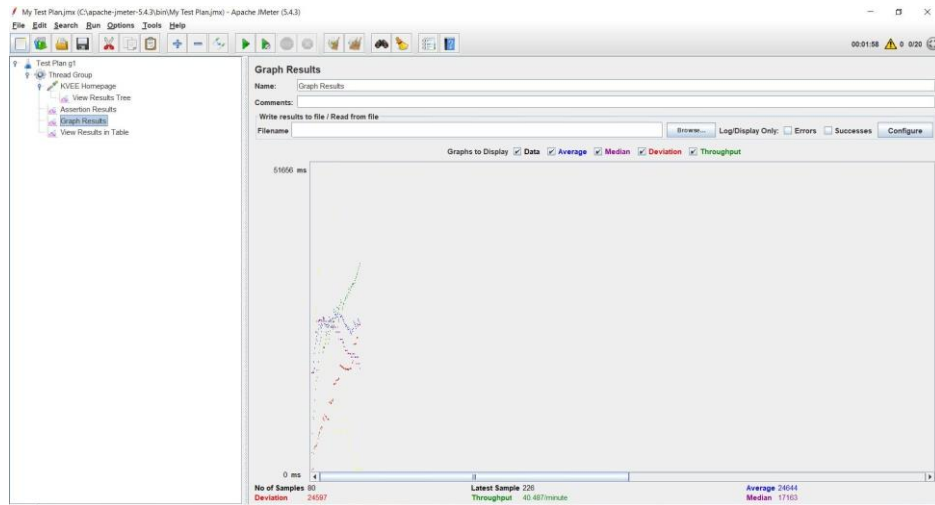 My Test Plan.jmx (C:\apache-jmeter-5.4.3\bin\My Test Plan.jmx) - Apache JMeter (5.4.3)
File Edit Search Run Options Tools Help
00:01:58 0 0/20
Test Plan g1
Thread Group
KVEE Homepage
View Results Tree
Assertion Results
Graph Results
View Results in Table
Graph Results
Name: Graph Results
Comments:
Write results to file / Read from file
Filename Browse... Log/Display Only: Errors Successes Configure
Graphs to Display Data Average Median Deviation Throughput
51656 ms
0 ms
No of Samples 80 Latest Sample 226 Average 24644
Deviation 24597 Throughput 40.487/minute Median 17163